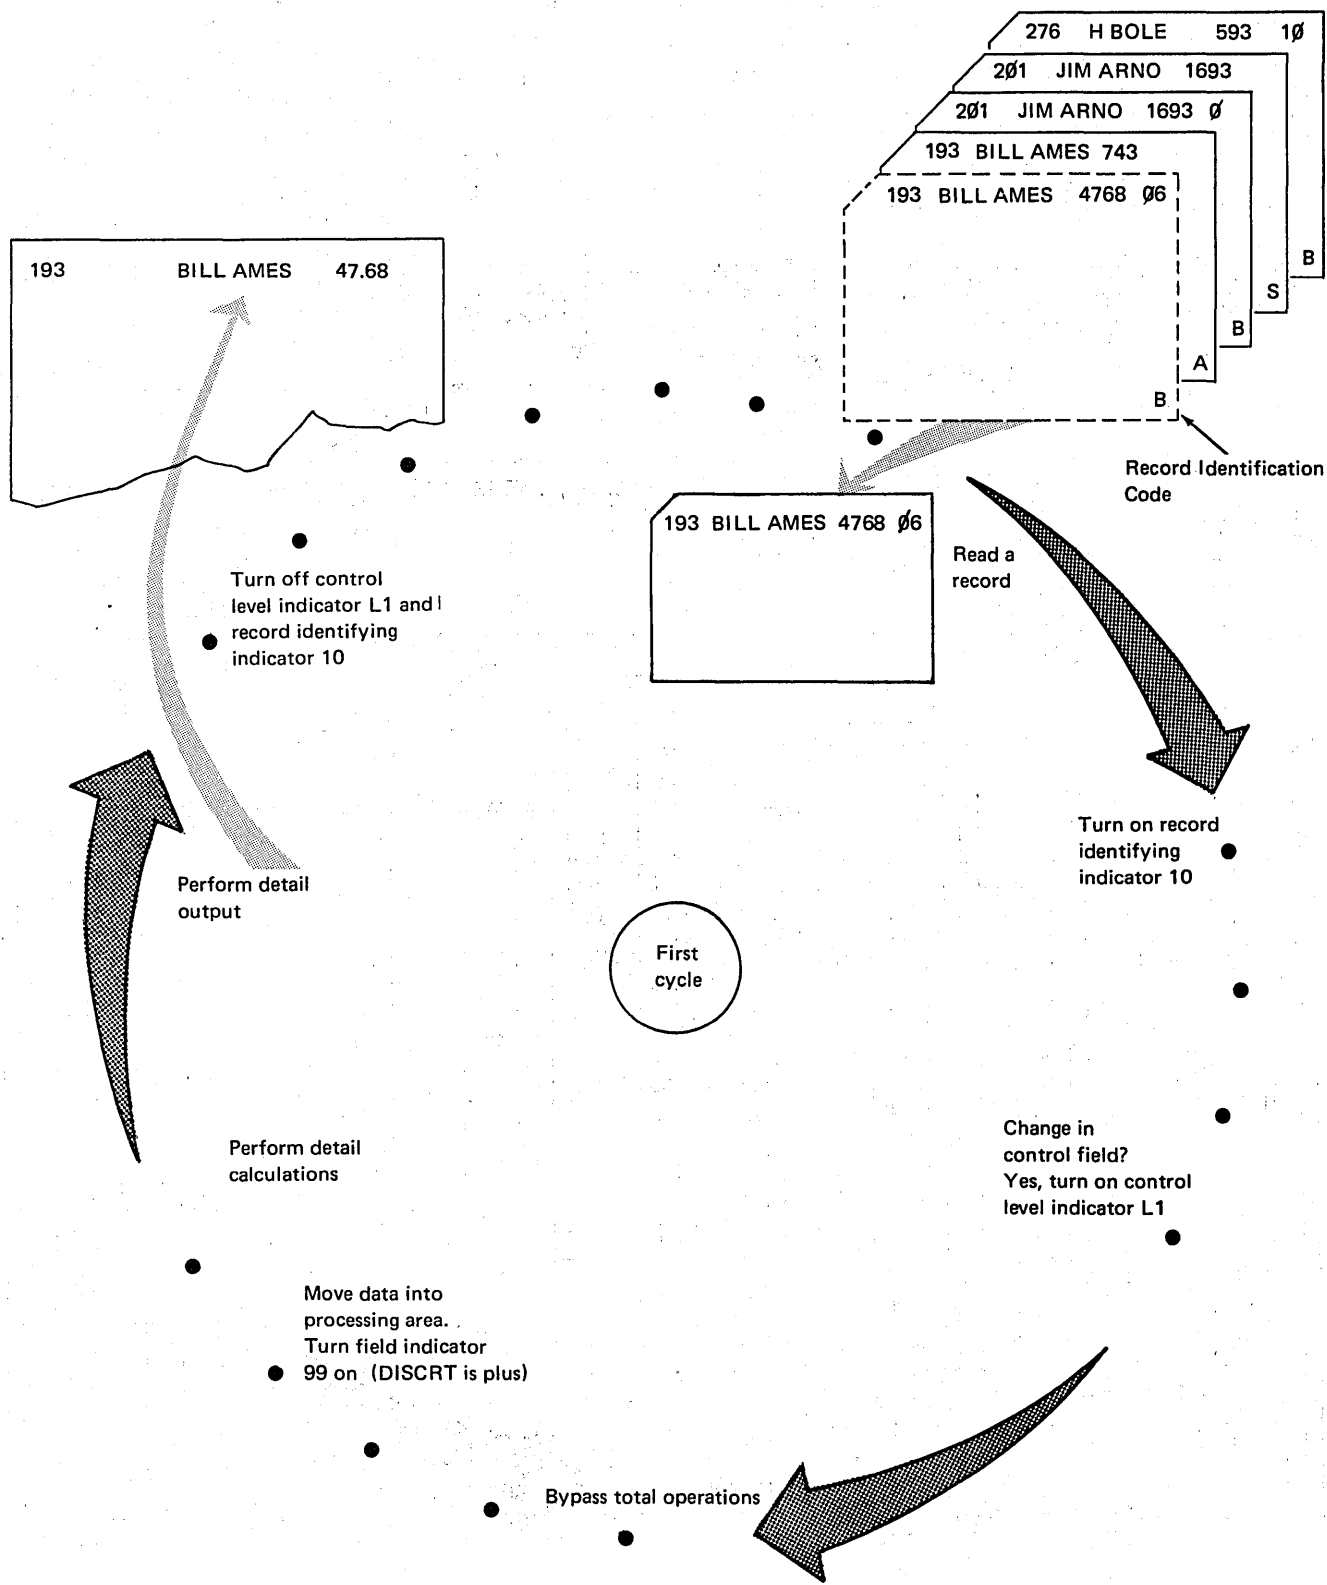 276 H BOLE 593 1Ø
2Ø1 JIM ARNO 1693
2Ø1 JIM ARNO 1693 Ø
193 BILL AMES 743
193 BILL AMES 4768 Ø6
B
S
B
A
B
Record Identification
Code
193 BILL AMES 47.68
193 BILL AMES 4768 Ø6
Read a
record
Turn on record
identifying
indicator 10
Change in
control field?
Yes, turn on control
level indicator L1
Bypass total operations
Move data into
processing area.
Turn field indicator
99 on (DISCRT is plus)
Perform detail
calculations
Perform detail
output
Turn off control
level indicator L1 and
record identifying
indicator 10
First
cycle